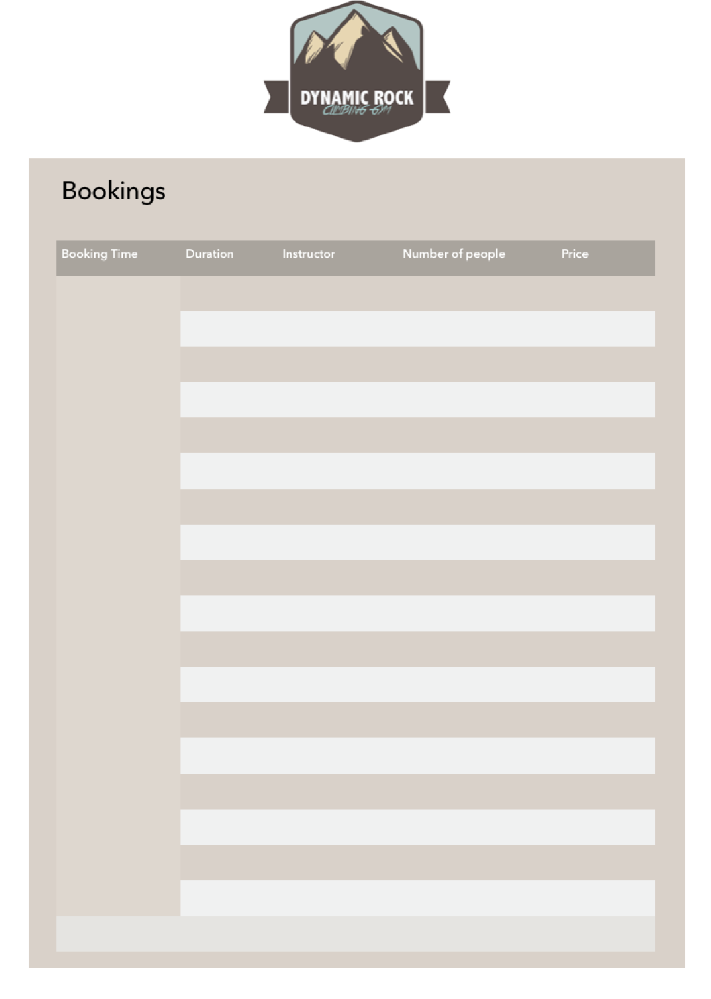 DYNAMIC ROCK
CLIMBING GYM
Bookings
Booking Time Duration Instructor Number of people Price